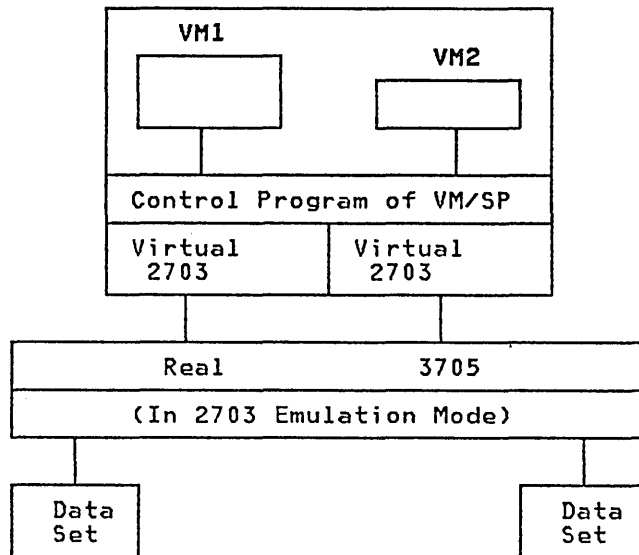 VM1
VM2
Control Program of VM/SP
Virtual Virtual
2703 2703
Real 3705
(In 2703 Emulation Mode)
Data Data
Set Set